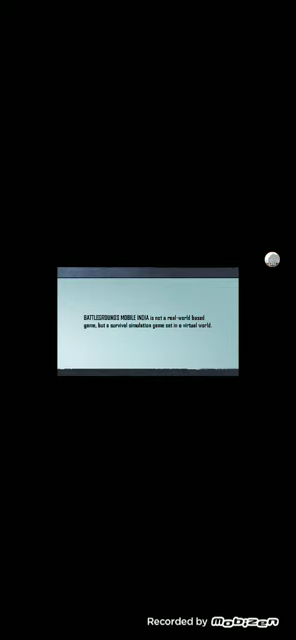 BATTLEGROUNDS MOBILE INDIA is not a real-world based
game, but a survival simulation game set in a virtual world.
Recorded by Mobizen